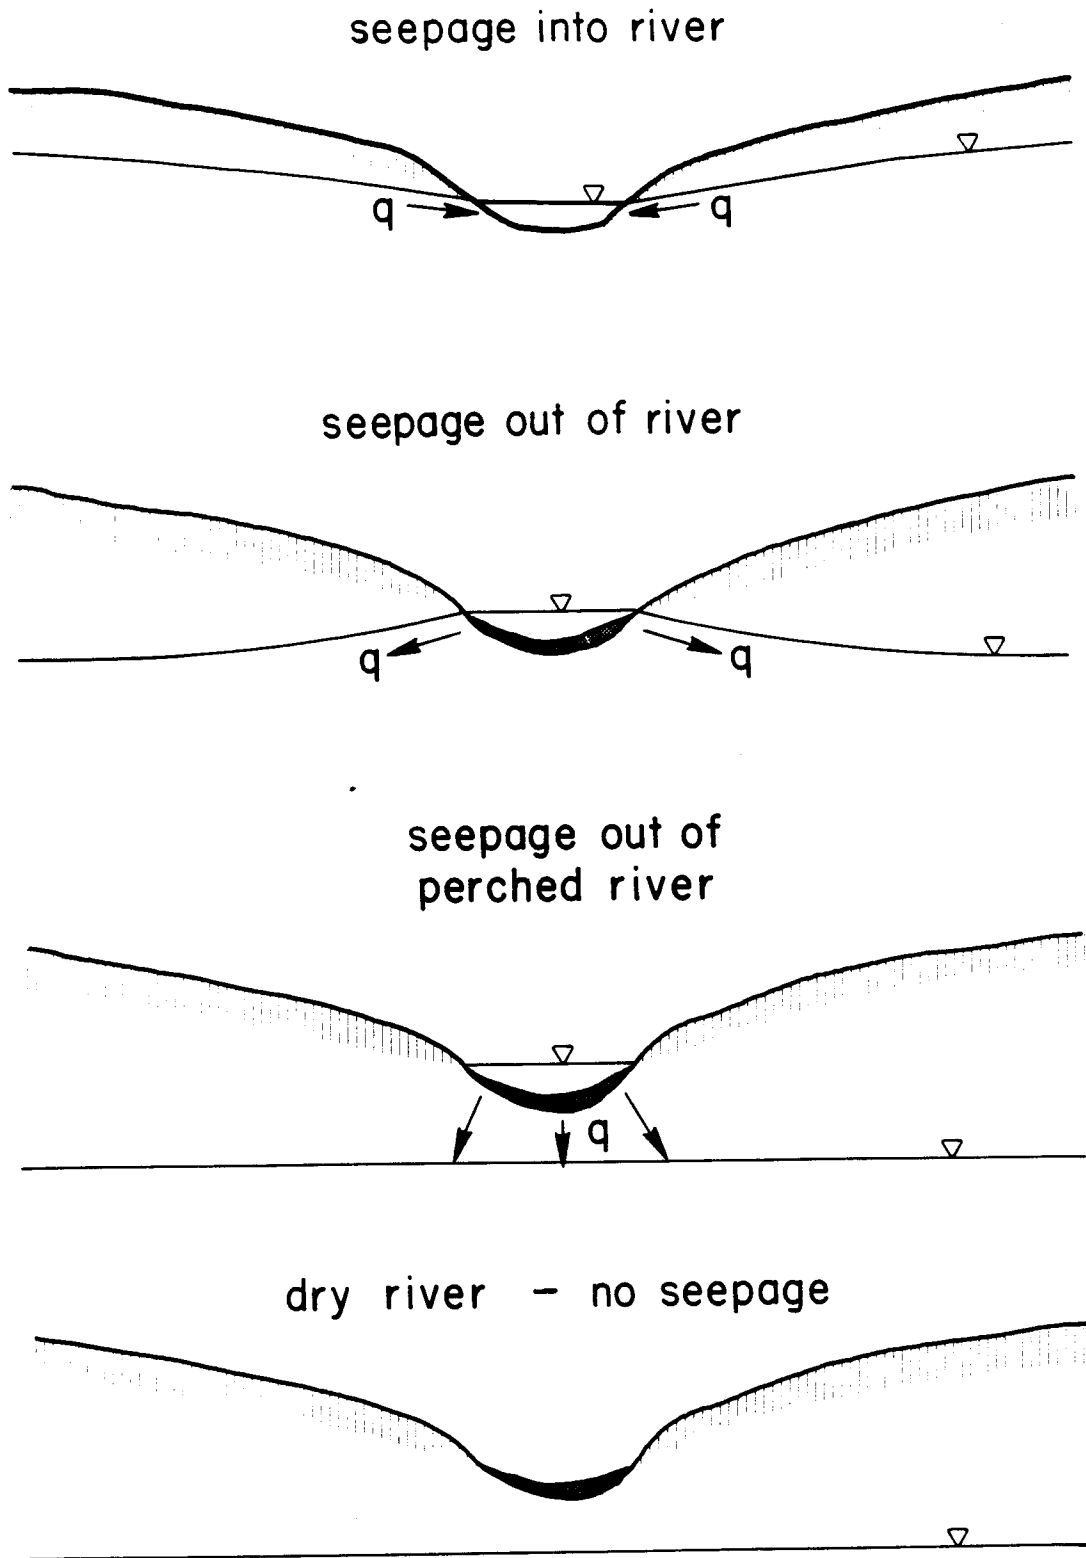 seepage into river
q q
seepage out of river
q q
seepage out of
perched river
q
dry river - no seepage